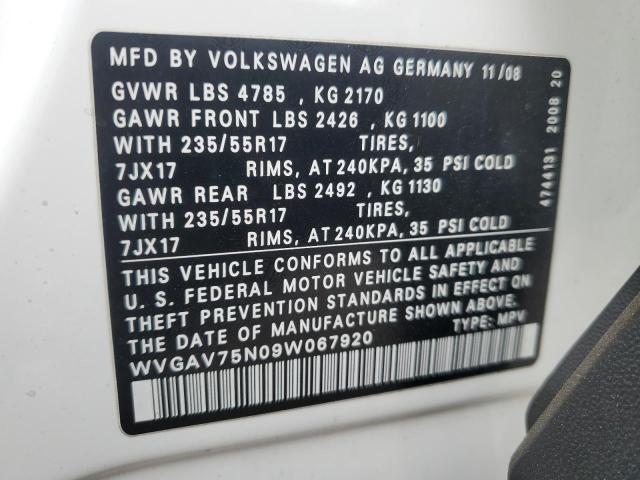 MFD BY VOLKSWAGEN AG GERMANY 11/08
GVWR LBS 4785 , KG 2170
GAWR FRONT LBS 2426 , KG 1100
WITH 235/55R17 TIRES,
7JX17 RIMS, AT 240KPA, 35 PSI COLD
GAWR REAR LBS 2492 , KG 1130
WITH 235/55R17 TIRES,
7JX17 RIMS, AT 240KPA, 35 PSI COLD
THIS VEHICLE CONFORMS TO ALL APPLICABLE
U. S. FEDERAL MOTOR VEHICLE SAFETY AND
THEFT PREVENTION STANDARDS IN EFFECT ON
THE DATE OF MANUFACTURE SHOWN ABOVE.
WVGAV75N09W067920 TYPE: MPV
4744131 2008 20